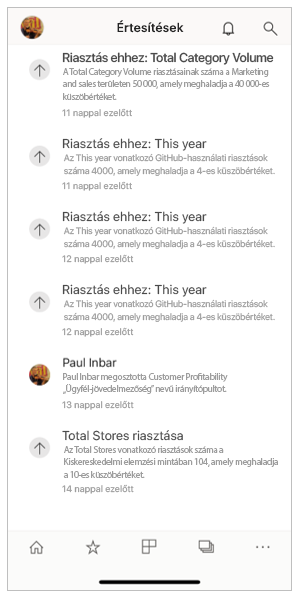 Értesítések
Riasztás ehhez: Total Category Volume
A Total Category Volume riasztásainak száma a Marketing
and sales területen 50 000, amely meghaladja a 40 000-es
küszöbértéket.
11 nappal ezelőtt
Riasztás ehhez: This year
Az This year vonatkozó GitHub-használati riasztások
száma 4000, amely meghaladja a 4-es küszöbértéket.
11 nappal ezelőtt
Riasztás ehhez: This year
Az This year vonatkozó GitHub-használati riasztások
száma 4000, amely meghaladja a 4-es küszöbértéket.
12 nappal ezelőtt
Riasztás ehhez: This year
Az This year vonatkozó GitHub-használati riasztások
száma 4000, amely meghaladja a 4-es küszöbértéket.
12 nappal ezelőtt
Paul Inbar
Paul Inbar megosztotta Customer Profitability
„Ügyfél-jövedelmezőség” nevű irányítópultot.
13 nappal ezelőtt
Total Stores riasztása
Az Total Stores vonatkozó riasztások száma a
Kiskereskedelmi elemzési mintában 104, amely meghaladja
a 10-es küszöbértéket.
14 nappal ezelőtt